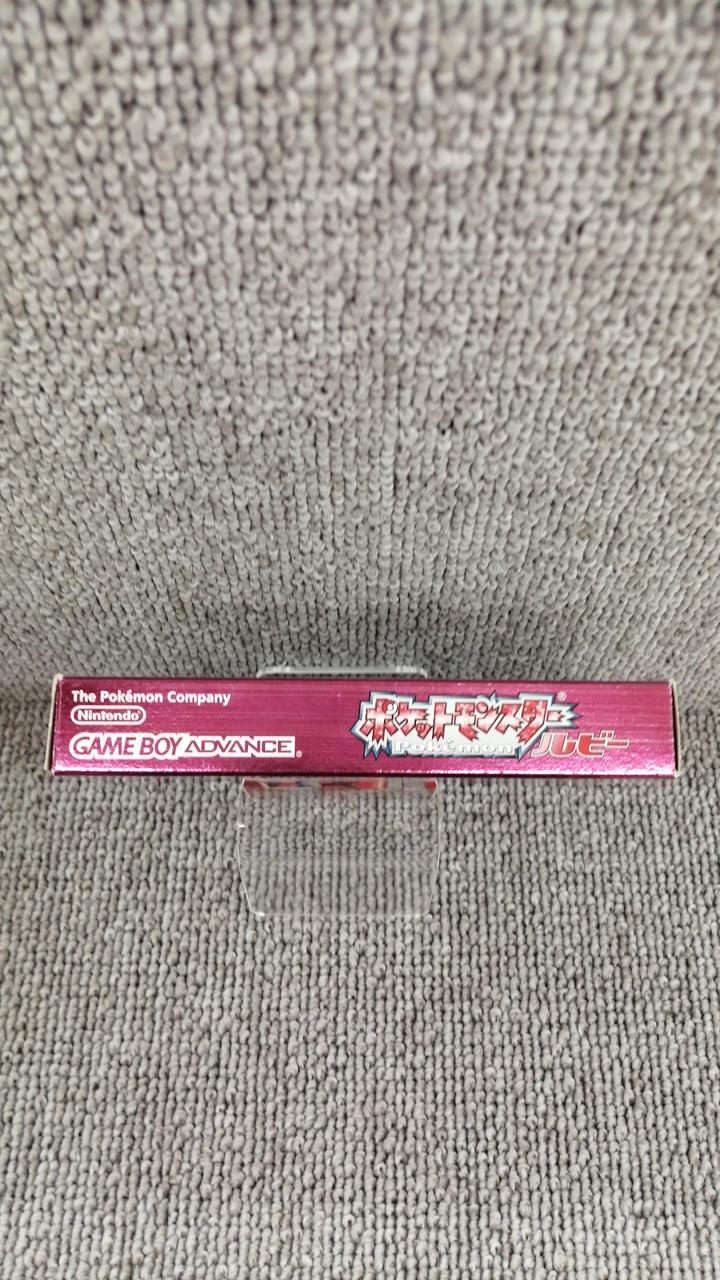 The Pokémon Company
Nintendo
GAME BOY ADVANCE®
ポケットモンスター®
Pokémon
ルビー